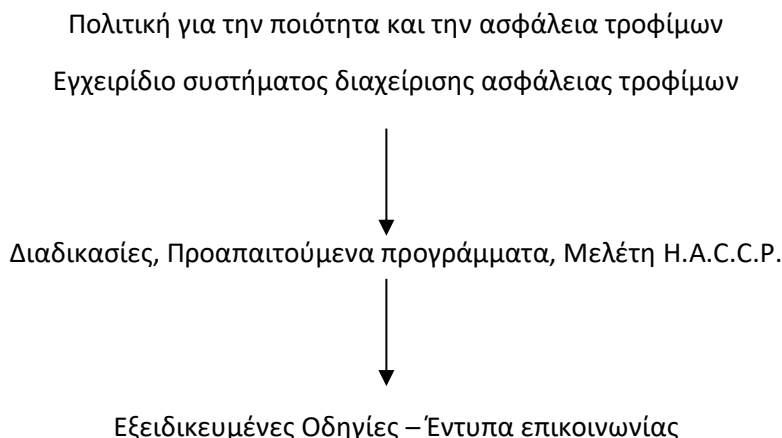 Πολιτική για την ποιότητα και την ασφάλεια τροφίμων
Εγχειρίδιο συστήματος διαχείρισης ασφάλειας τροφίμων
Διαδικασίες, Προαπαιτούμενα προγράμματα, Μελέτη H.A.C.C.P.
Εξειδικευμένες Οδηγίες – Έντυπα επικοινωνίας